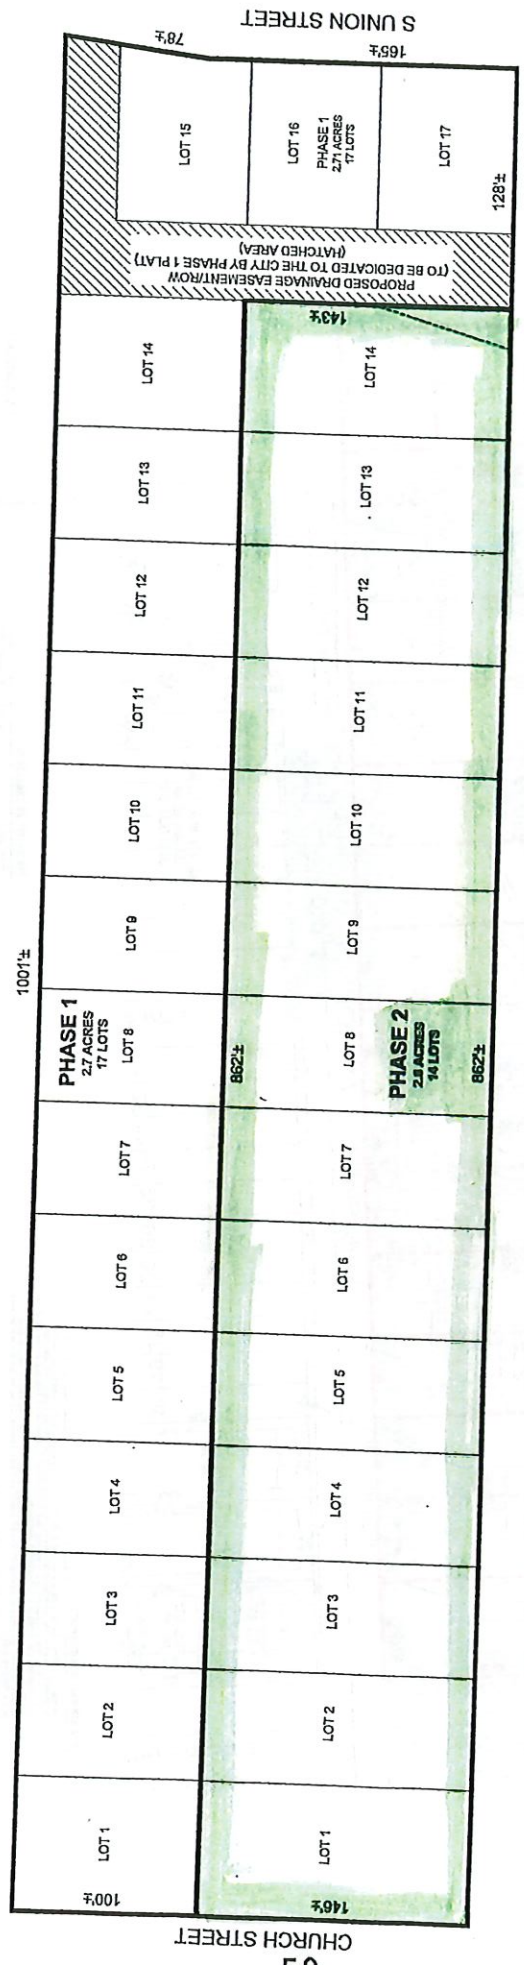 S UNION STREET
78'±
165'±
LOT 15
LOT 16
PHASE 1
2.71 ACRES
17 LOTS
LOT 17
128'±
PROPOSED DRAINAGE EASEMENT/ROW
(TO BE DEDICATED TO THE CITY BY PHASE 1 PLAT)
(HATCHED AREA)
143'±
LOT 14
LOT 14
LOT 13
LOT 13
LOT 12
LOT 12
LOT 11
LOT 11
LOT 10
LOT 10
LOT 9
LOT 9
1001'±
PHASE 1
2.7 ACRES
17 LOTS
LOT 8
862'±
LOT 8
PHASE 2
2.8 ACRES
14 LOTS
862'±
LOT 7
LOT 7
LOT 6
LOT 6
LOT 5
LOT 5
LOT 4
LOT 4
LOT 3
LOT 3
LOT 2
LOT 2
LOT 1
LOT 1
100'±
146'±
CHURCH STREET